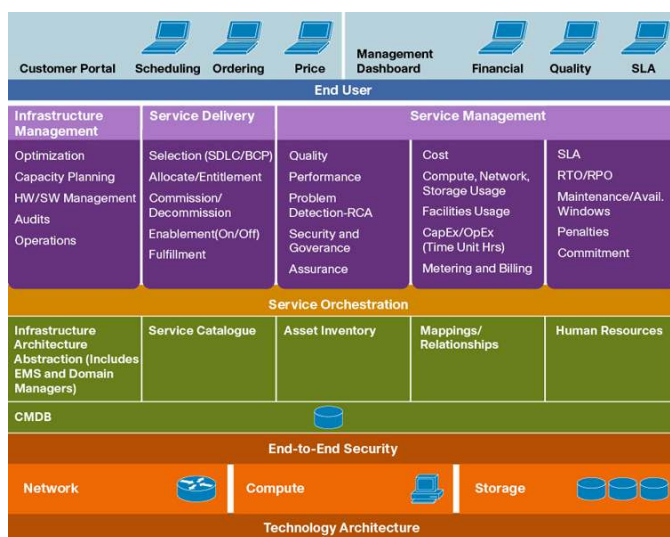 Customer Portal
Scheduling
Ordering
Price
Management
Dashboard
Financial
Quality
SLA
End User
Infrastructure
Management
Service Delivery
Service Management
Optimization
Capacity Planning
HW/SW Management
Audits
Operations
Selection (SDLC/BCP)
Allocate/Entitlement
Commission/
Decommission
Enablement(On/Off)
Fulfillment
Quality
Performance
Problem
Detection-RCA
Security and
Goverance
Assurance
Cost
Compute, Network,
Storage Usage
Facilities Usage
CapEx/OpEx
(Time Unit Hrs)
Metering and Billing
SLA
RTO/RPO
Maintenance/Avail.
Windows
Penalties
Commitment
Service Orchestration
Infrastructure
Architecture
Abstraction (Includes
EMS and Domain
Managers)
Service Catalogue
Asset Inventory
Mappings/
Relationships
Human Resources
CMDB
End-to-End Security
Network
Compute
Storage
Technology Architecture